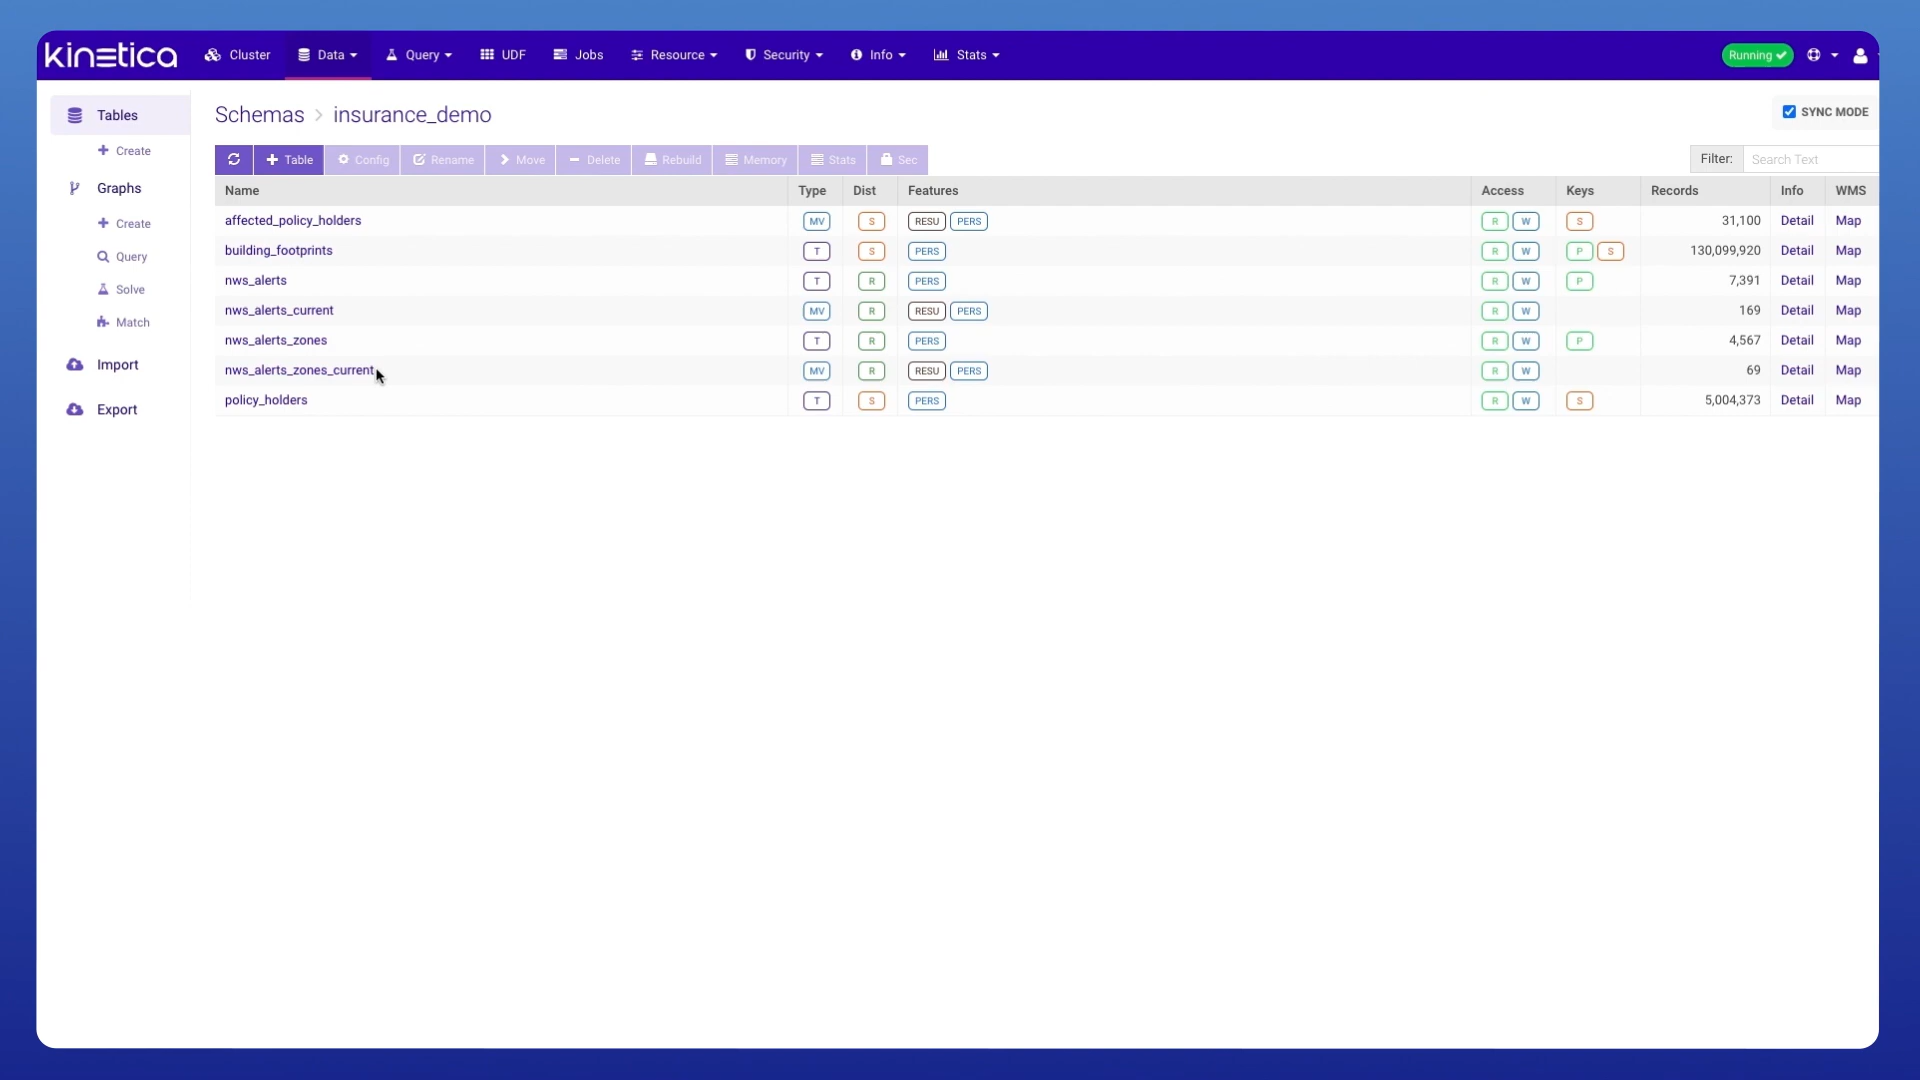 kinetica Cluster Data Query UDF Jobs Resource Security Info Stats Running
Tables
Create
Graphs
Create
Query
Solve
Match
Import
Export
Schemas > insurance_demo
SYNC MODE
Table Config Rename Move Delete Rebuild Memory Stats Sec
Filter: Search Text
Name Type Dist Features Access Keys Records Info WMS
affected_policy_holders MV S RESU PERS R W S 31,100 Detail Map
building_footprints T S PERS R W P S 130,099,920 Detail Map
nws_alerts T R PERS R W P 7,391 Detail Map
nws_alerts_current MV R RESU PERS R W 169 Detail Map
nws_alerts_zones T R PERS R W P 4,567 Detail Map
nws_alerts_zones_current MV R RESU PERS R W 69 Detail Map
policy_holders T S PERS R W S 5,004,373 Detail Map